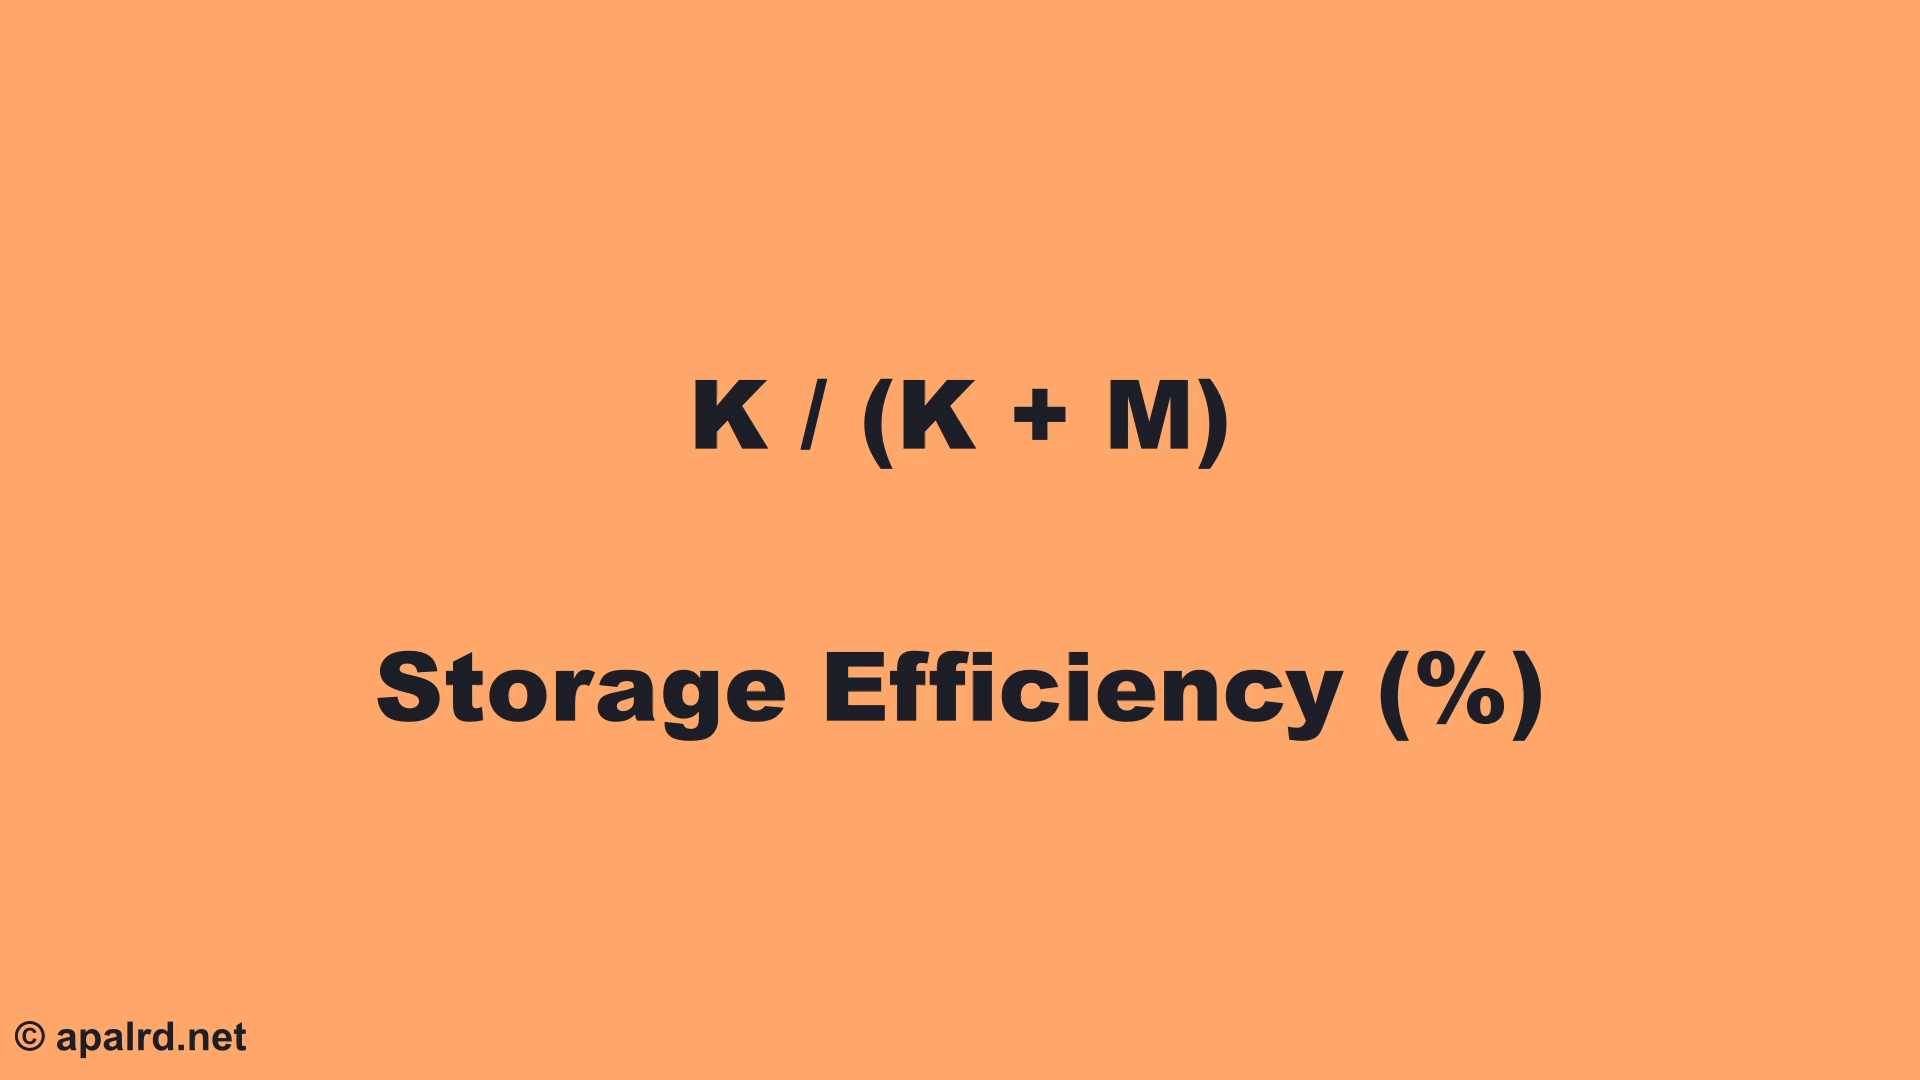 K / (K + M)
Storage Efficiency (%)
© apalrd.net